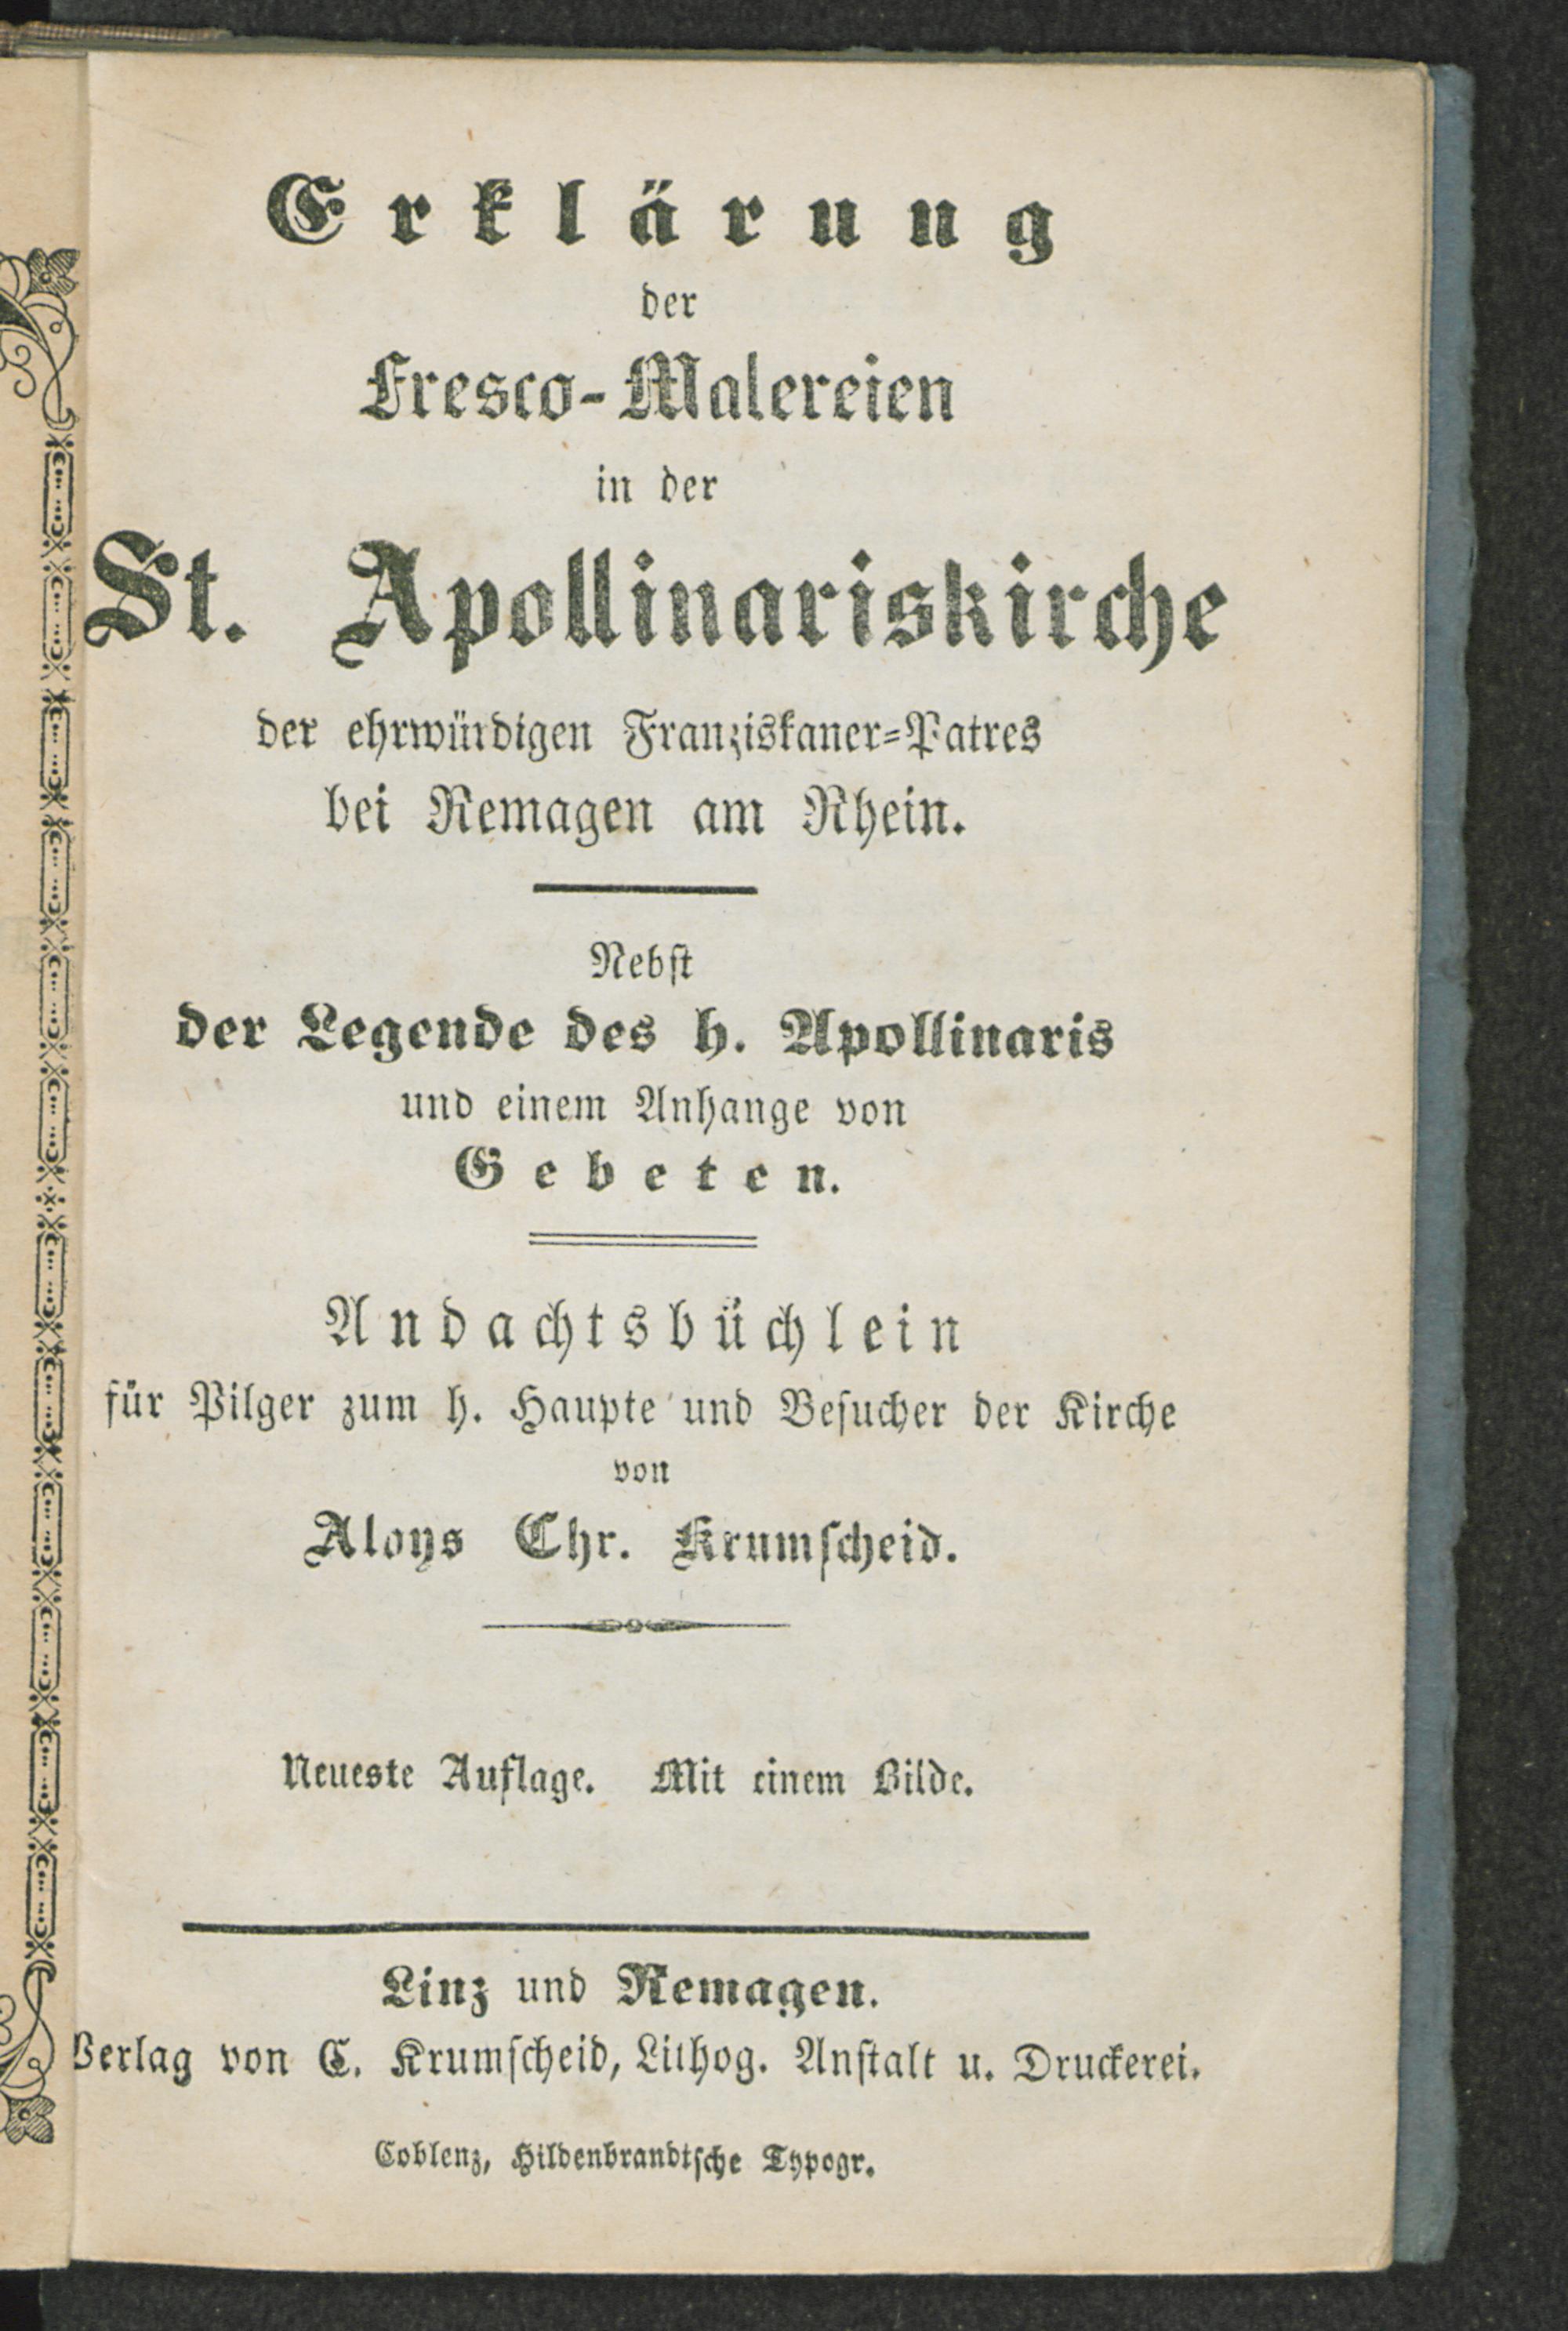 Erklärung
der
Fresco-Malereien
in der
St. Apollinariskirche
der ehrwürdigen Franziskaner-Patres
bei Remagen am Rhein.
Nebst
der Legende des h. Apollinaris
und einem Anhange von
Gebeten.
Andachtsbüchlein
für Pilger zum h. Haupte und Besucher der Kirche
von
Aloys Chr. Krumscheid.
Neueste Auflage. Mit einem Bilde.
Linz und Remagen.
Verlag von C. Krumscheid, Lithog. Anstalt u. Druckerei.
Coblenz, Hildenbrandtsche Typogr.